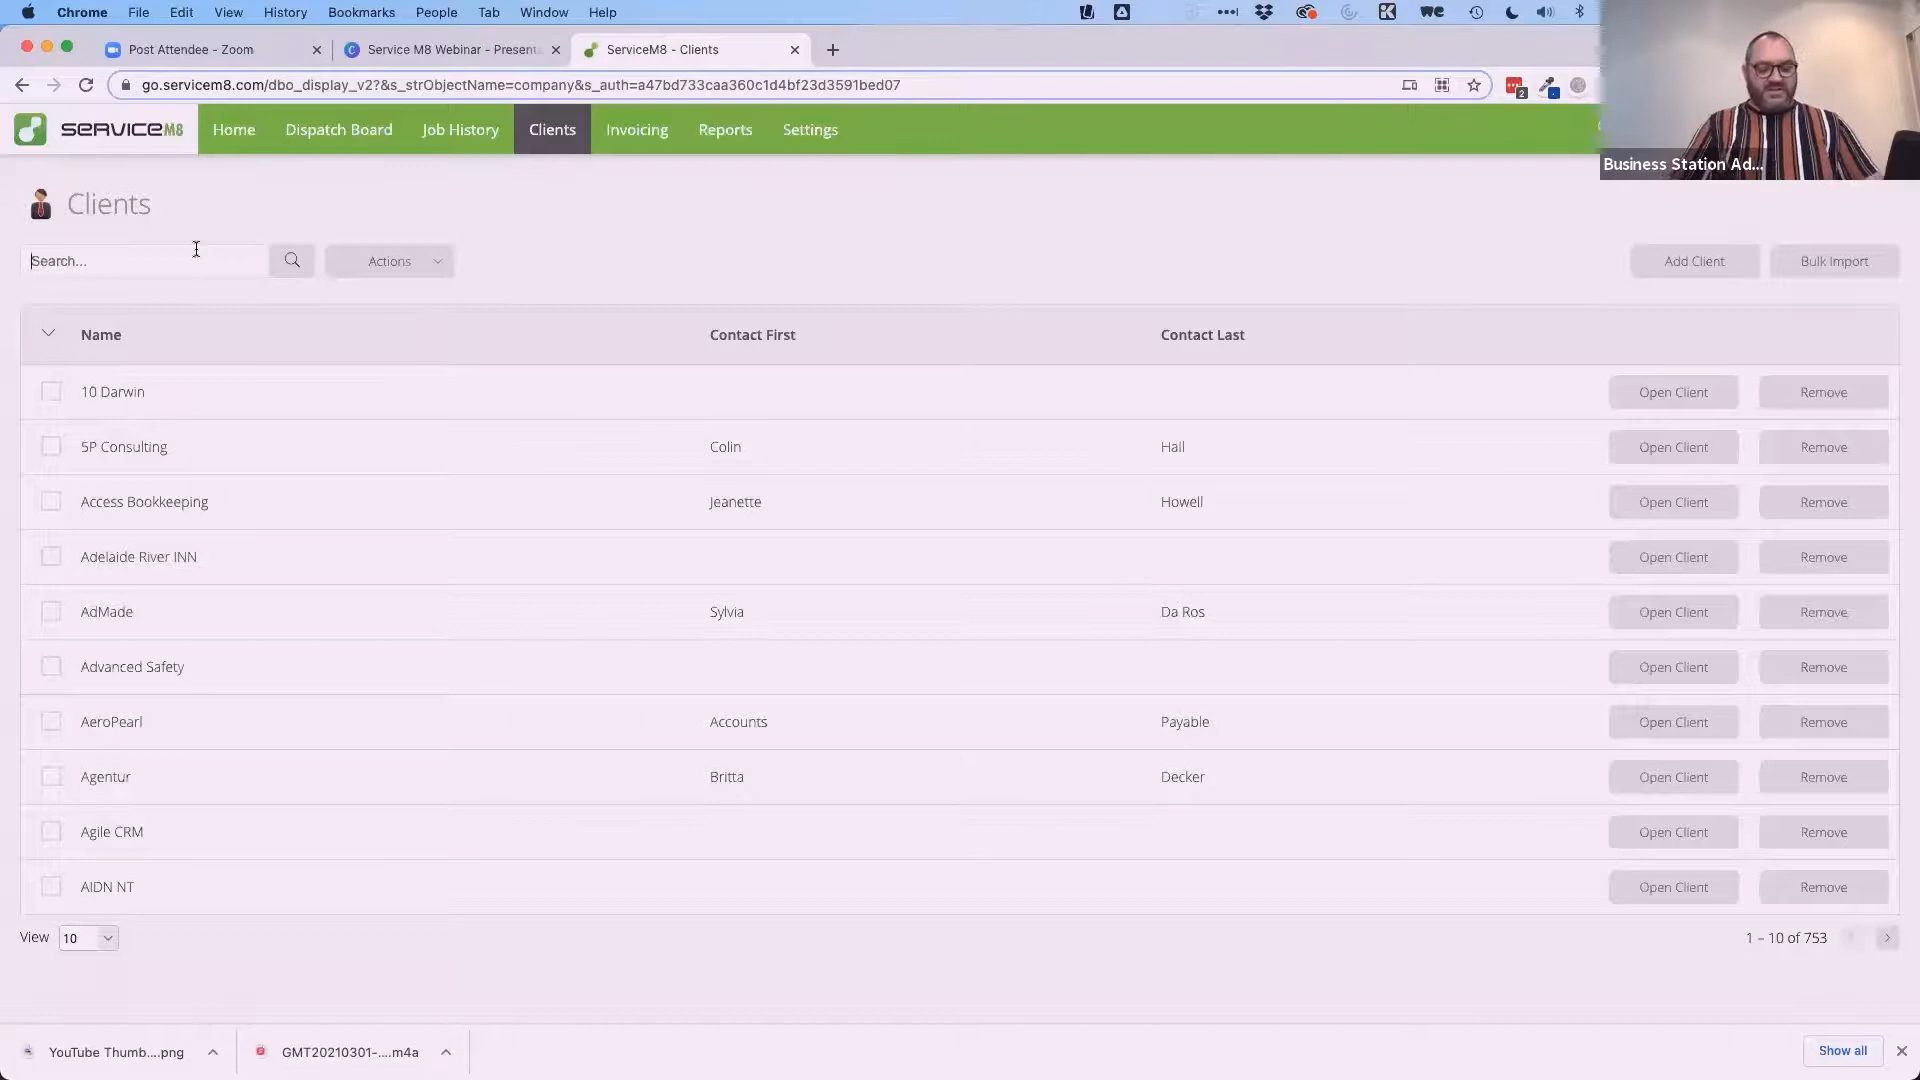 Chrome File Edit View History Bookmarks People Tab Window Help
Post Attendee - Zoom
Service M8 Webinar - Present
ServiceM8 - Clients
go.servicem8.com/dbo_display_v2?&s_strObjectName=company&s_auth=a47bd733caa360c1d4bf23d3591bed07
2
SERVICEM8 Home Dispatch Board Job History Clients Invoicing Reports Settings
Business Station Ad...
Clients
Search... Actions Add Client Bulk Import
Name Contact First Contact Last
10 Darwin Open Client Remove
5P Consulting Colin Hall Open Client Remove
Access Bookkeeping Jeanette Howell Open Client Remove
Adelaide River INN Open Client Remove
AdMade Sylvia Da Ros Open Client Remove
Advanced Safety Open Client Remove
AeroPearl Accounts Payable Open Client Remove
Agentur Britta Decker Open Client Remove
Agile CRM Open Client Remove
AIDN NT Open Client Remove
View 10 1 – 10 of 753
YouTube Thumb....png GMT20210301-....m4a Show all